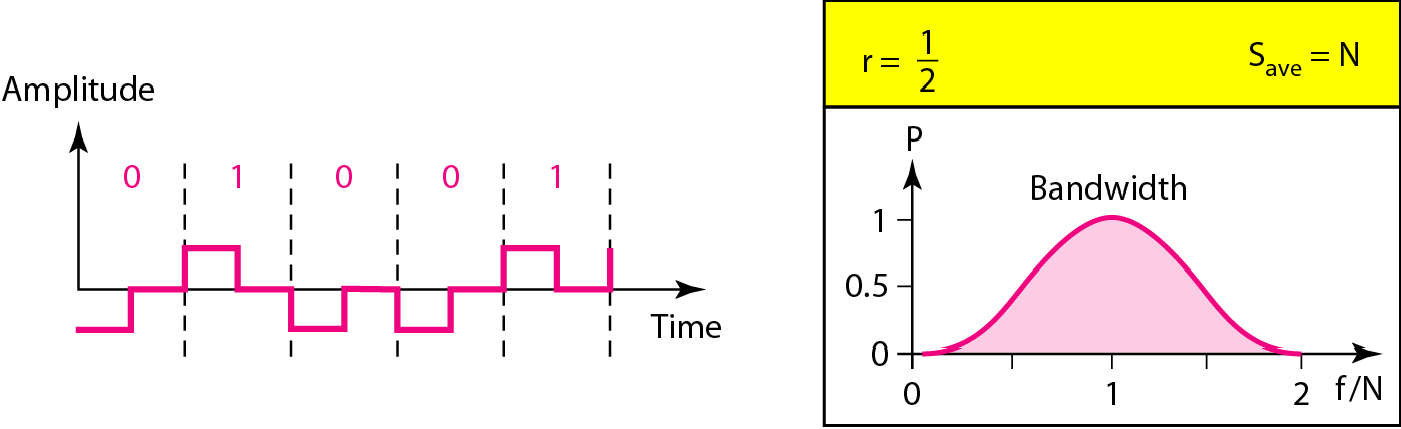 Amplitude
0 1 0 0 1
Time
r = 1/2
S_ave = N
P
Bandwidth
1
0.5
0
0 1 2 f/N